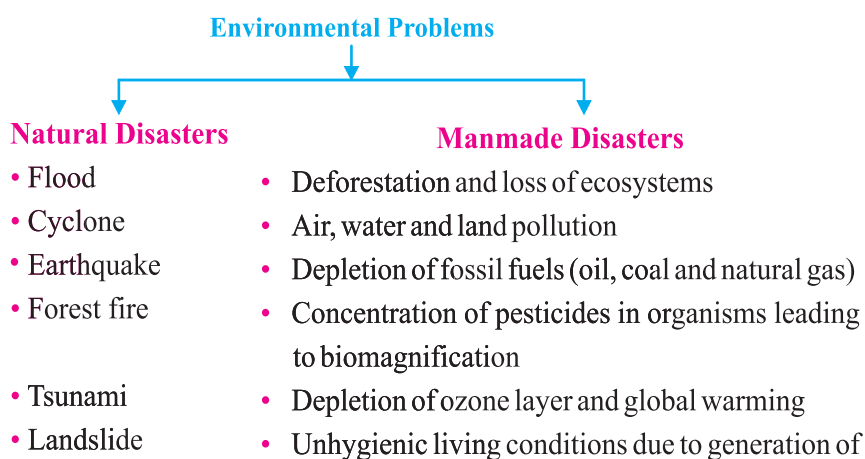 Environmental Problems
Natural Disasters
• Flood
• Cyclone
• Earthquake
• Forest fire
• Tsunami
• Landslide
Manmade Disasters
• Deforestation and loss of ecosystems
• Air, water and land pollution
• Depletion of fossil fuels (oil, coal and natural gas)
• Concentration of pesticides in organisms leading
to biomagnification
• Depletion of ozone layer and global warming
• Unhygienic living conditions due to generation of